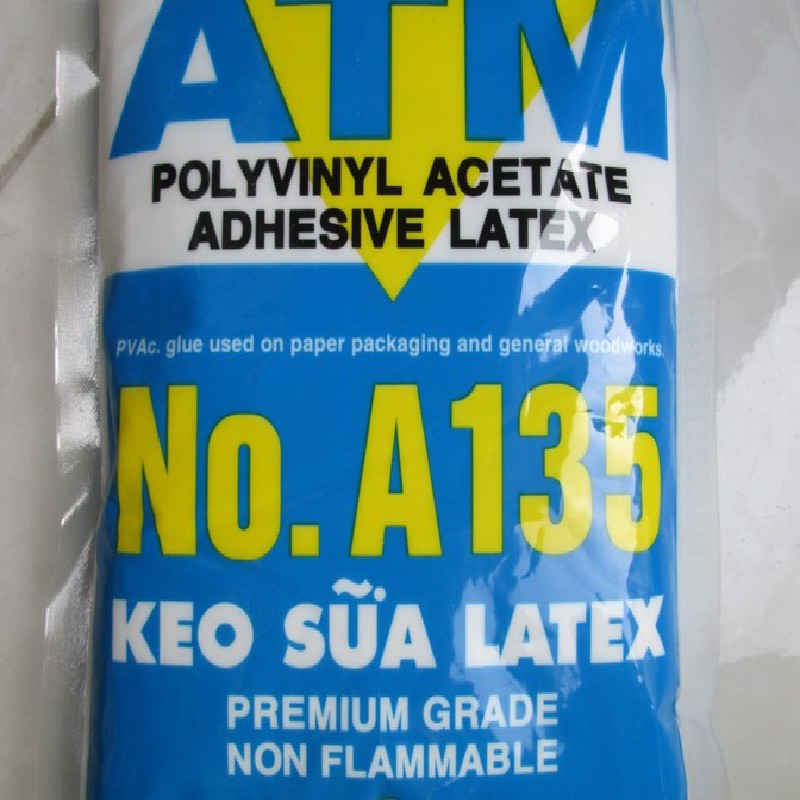 ATM
POLYVINYL ACETATE
ADHESIVE LATEX
PVAc. glue used on paper packaging and general woodworks.
No. A135
KEO SỮA LATEX
PREMIUM GRADE
NON FLAMMABLE